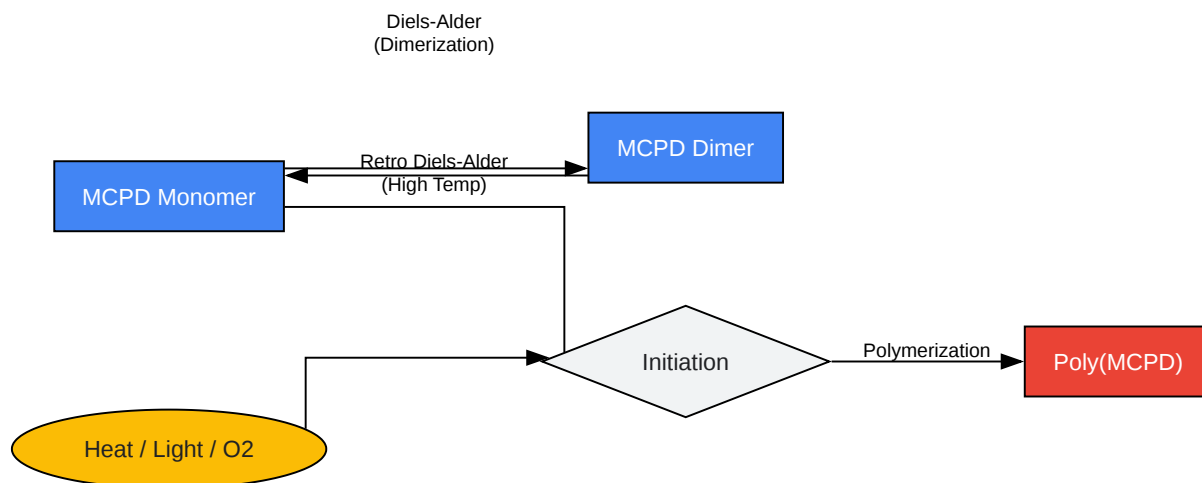 Diels-Alder
(Dimerization)
MCPD Dimer
Retro Diels-Alder
(High Temp)
MCPD Monomer
Initiation
Polymerization
Poly(MCPD)
Heat / Light / O2